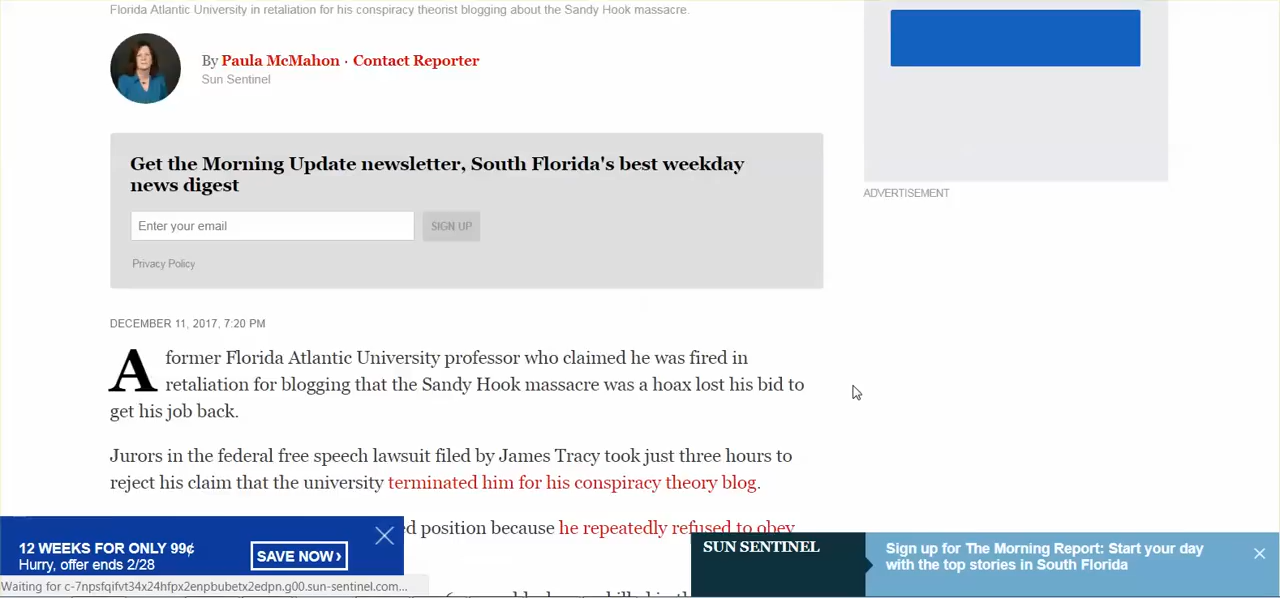 Florida Atlantic University in retaliation for his conspiracy theorist blogging about the Sandy Hook massacre.
By Paula McMahon · Contact Reporter
Sun Sentinel
ADVERTISEMENT
Get the Morning Update newsletter, South Florida's best weekday
news digest
Enter your email
SIGN UP
Privacy Policy
DECEMBER 11, 2017, 7:20 PM
A former Florida Atlantic University professor who claimed he was fired in
retaliation for blogging that the Sandy Hook massacre was a hoax lost his bid to
get his job back.
Jurors in the federal free speech lawsuit filed by James Tracy took just three hours to
reject his claim that the university terminated him for his conspiracy theory blog.
ed position because he repeatedly refused to obey
12 WEEKS FOR ONLY 99¢
Hurry, offer ends 2/28
SAVE NOW ›
SUN SENTINEL
Sign up for The Morning Report: Start your day
with the top stories in South Florida
Waiting for c-7npsfqifvt34x24hfpx2enpbubetx2edpn.g00.sun-sentinel.com...